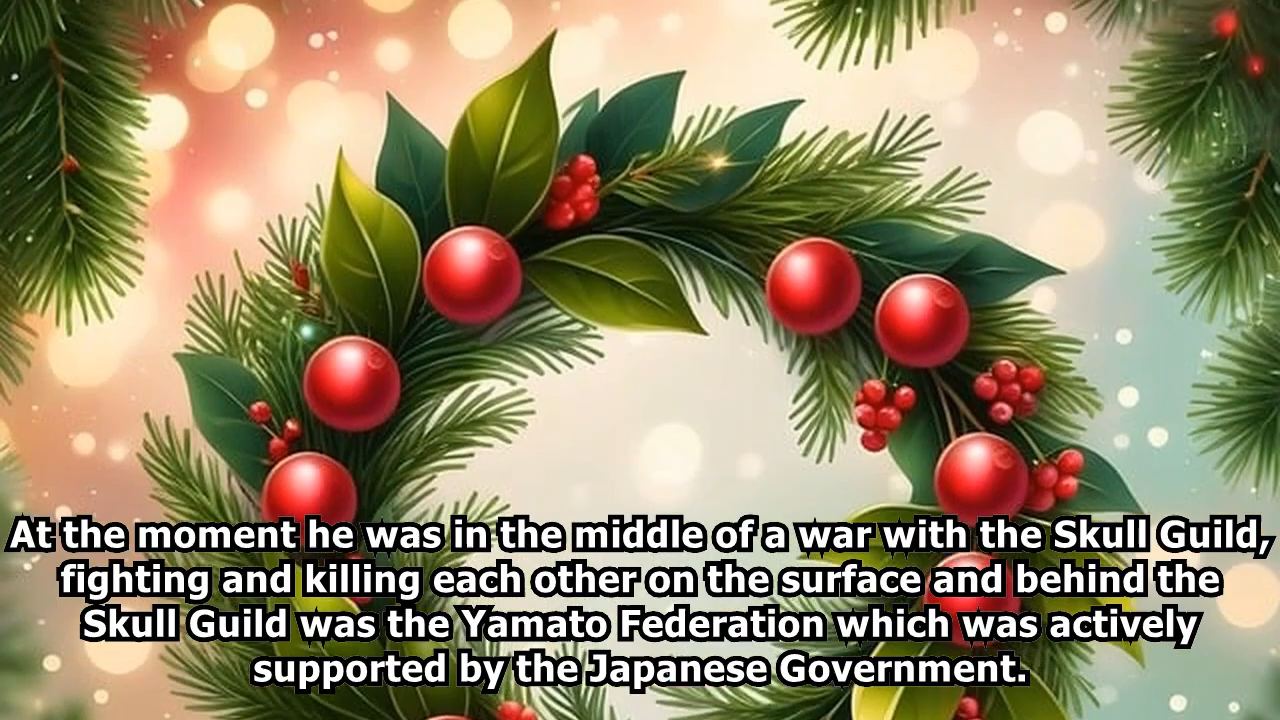 At the moment he was in the middle of a war with the Skull Guild,
fighting and killing each other on the surface and behind the
Skull Guild was the Yamato Federation which was actively
supported by the Japanese Government.